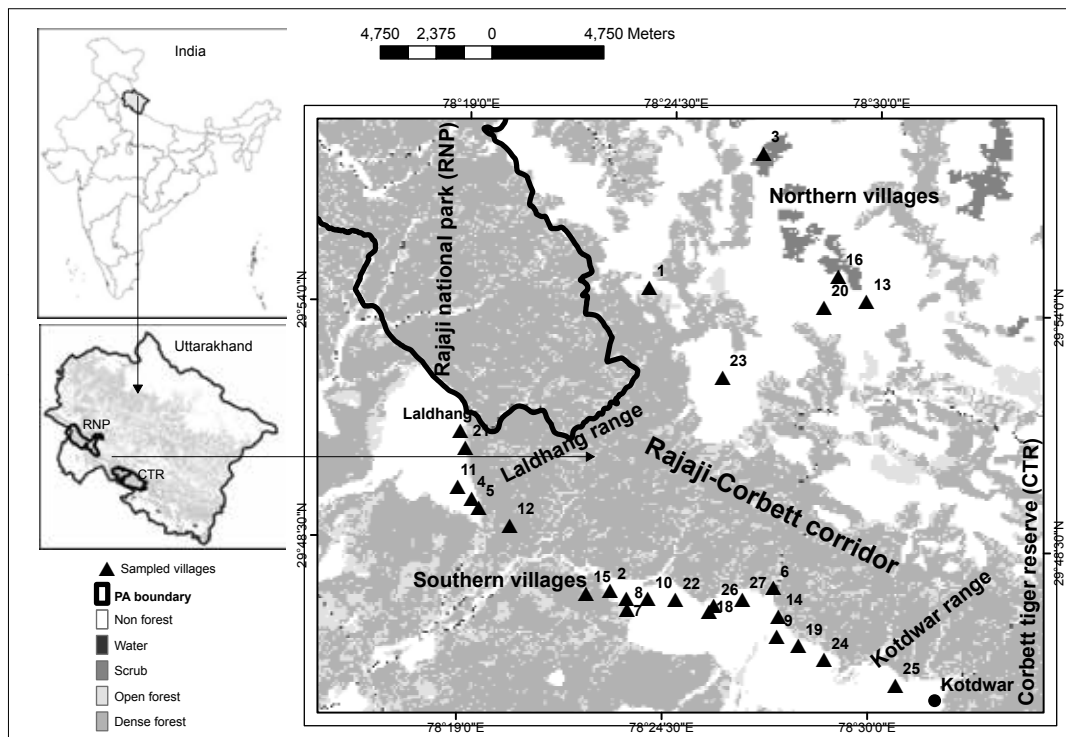 India
4,750 2,375 0 4,750 Meters
78°19'0"E 78°24'30"E 78°30'0"E
Rajaji national park (RNP)
3
Northern villages
16
1
20 13
29°54'0"N
29°54'0"N
23
Uttarakhand
RNP
CTR
Laldhang
21
Laldhang range
11
4
5
12
Rajaji-Corbett corridor
Corbett tiger reserve (CTR)
29°48'30"N
29°48'30"N
Southern villages
15 2
8
7
10 22 26
18
27 6
14
9
19
24
25
Kotdwar range
Kotdwar
78°19'0"E 78°24'30"E 78°30'0"E
Sampled villages
PA boundary
Non forest
Water
Scrub
Open forest
Dense forest